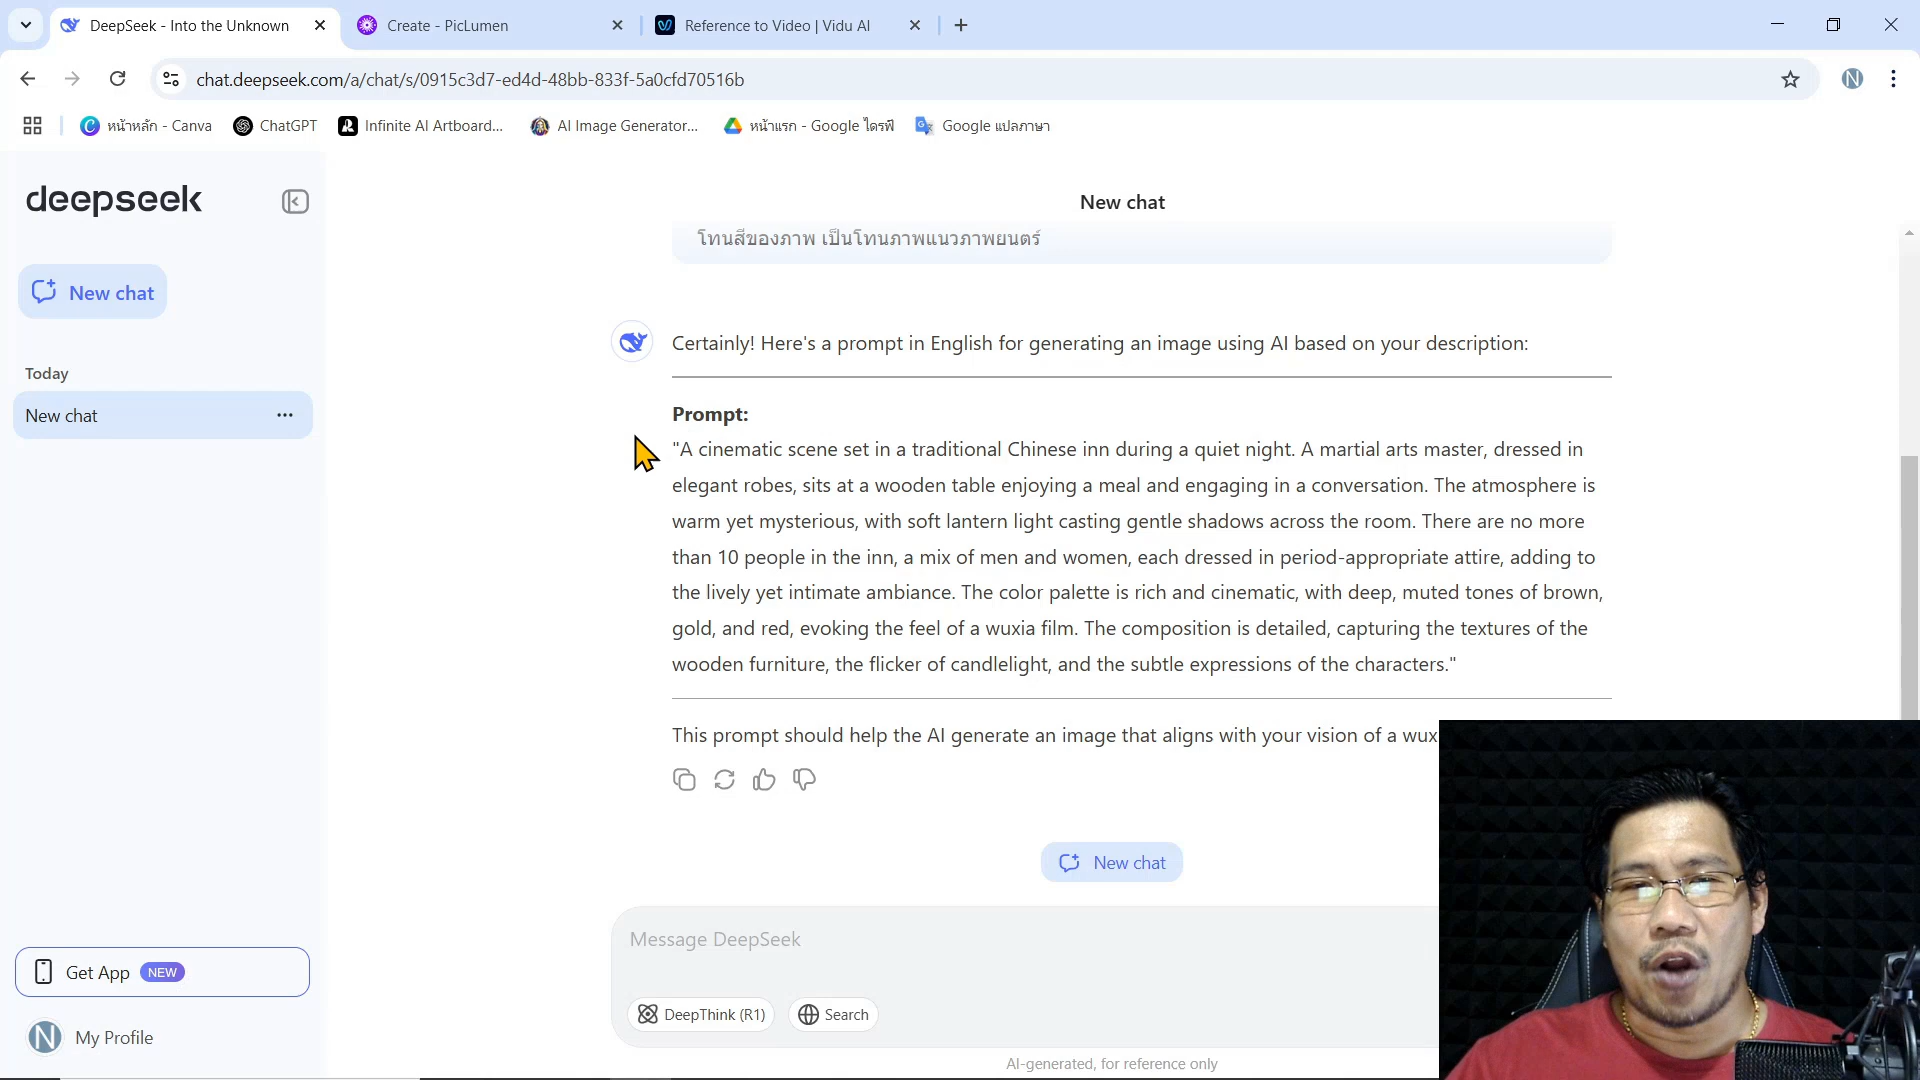 DeepSeek - Into the Unknown
Create - PicLumen
Reference to Video | Vidu AI
chat.deepseek.com/a/chat/s/0915c3d7-ed4d-48bb-833f-5a0cfd70516b
N
หน้าหลัก - Canva
ChatGPT
Infinite AI Artboard...
AI Image Generator...
หน้าแรก - Google ไดรฟ์
Google แปลภาษา
deepseek
New chat
Today
New chat
Get App NEW
N My Profile
New chat
โทนสีของภาพ เป็นโทนภาพแนวภาพยนตร์
Certainly! Here's a prompt in English for generating an image using AI based on your description:
Prompt:
"A cinematic scene set in a traditional Chinese inn during a quiet night. A martial arts master, dressed in
elegant robes, sits at a wooden table enjoying a meal and engaging in a conversation. The atmosphere is
warm yet mysterious, with soft lantern light casting gentle shadows across the room. There are no more
than 10 people in the inn, a mix of men and women, each dressed in period-appropriate attire, adding to
the lively yet intimate ambiance. The color palette is rich and cinematic, with deep, muted tones of brown,
gold, and red, evoking the feel of a wuxia film. The composition is detailed, capturing the textures of the
wooden furniture, the flicker of candlelight, and the subtle expressions of the characters."
This prompt should help the AI generate an image that aligns with your vision of a wux
New chat
Message DeepSeek
DeepThink (R1)
Search
AI-generated, for reference only